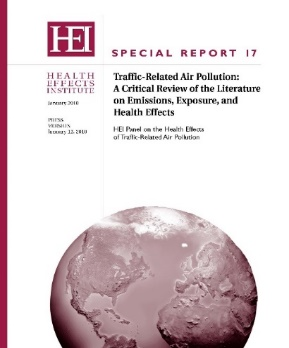 HEI
SPECIAL REPORT 17
HEALTH
EFFECTS
INSTITUTE
January 2010
PRESS
VERSION
January 12, 2010
Traffic-Related Air Pollution:
A Critical Review of the Literature
on Emissions, Exposure, and
Health Effects
HEI Panel on the Health Effects
of Traffic-Related Air Pollution